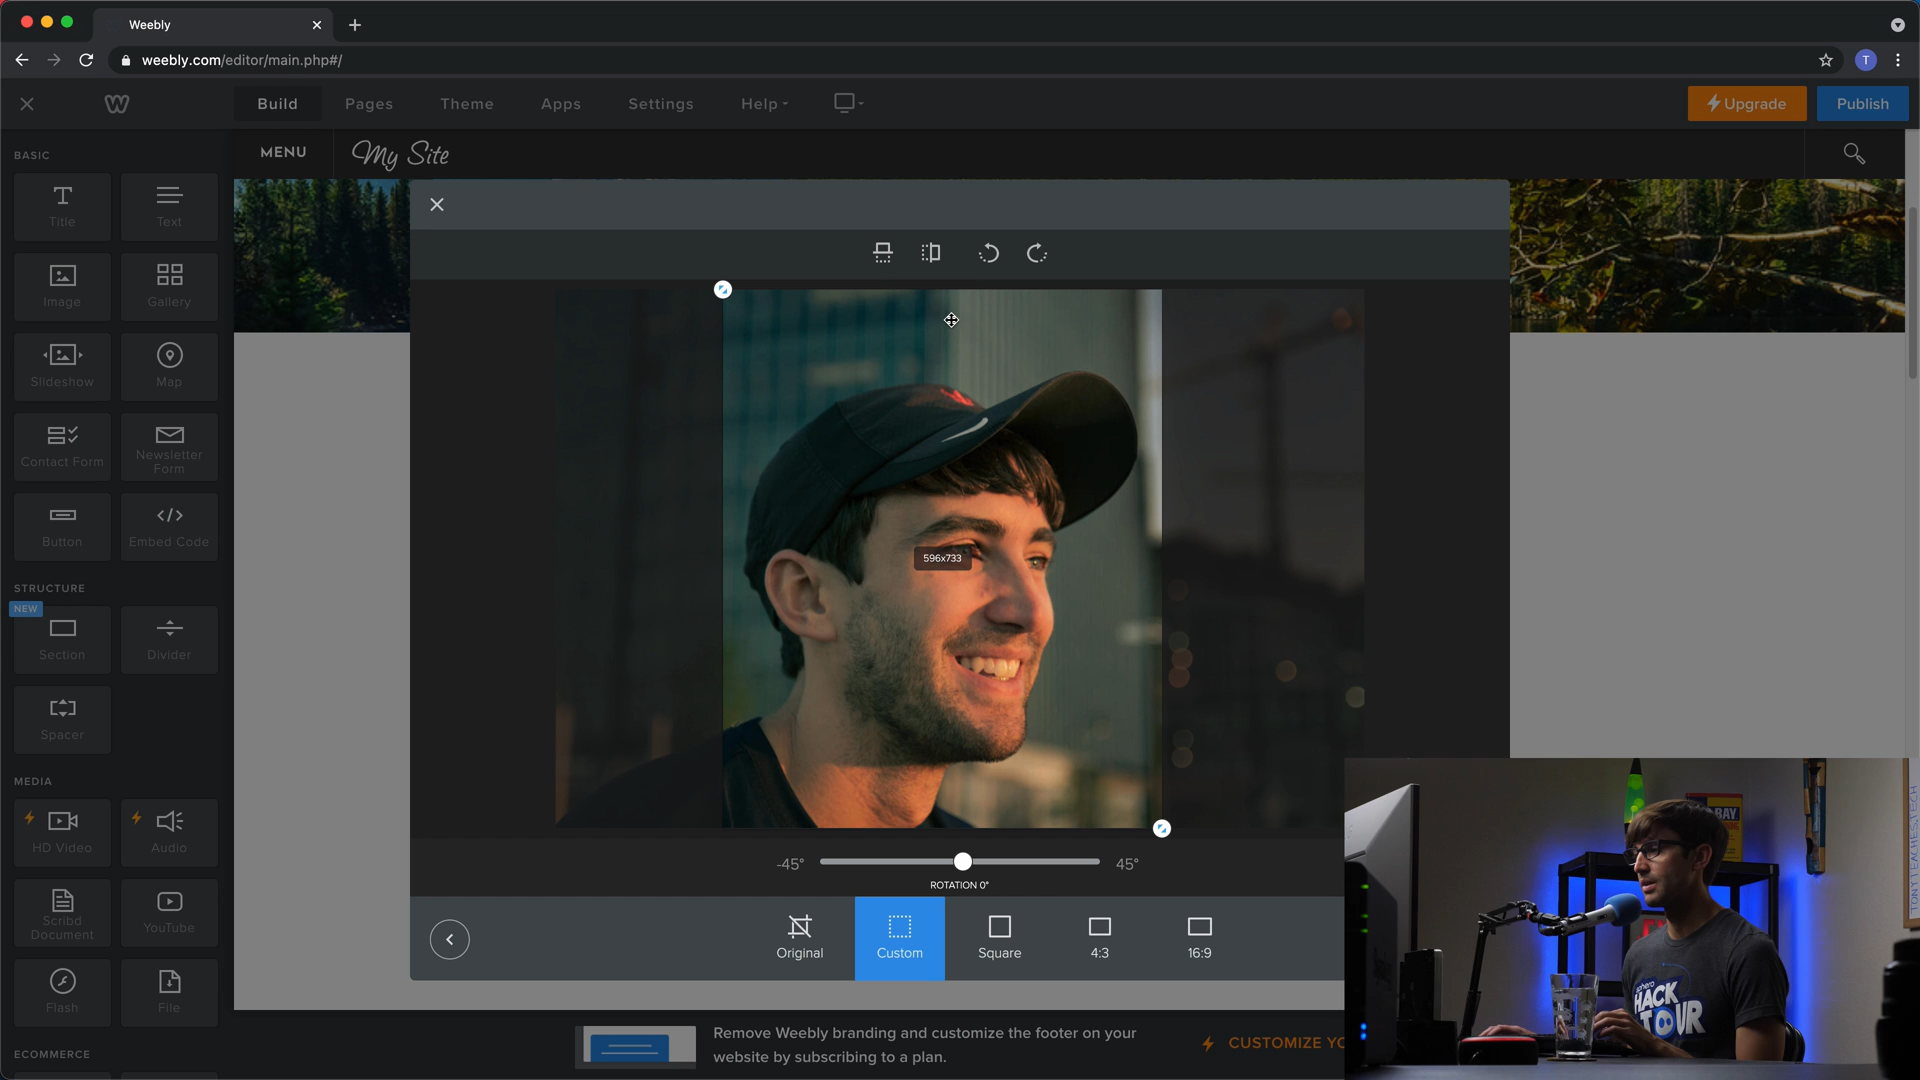 Weebly
weebly.com/editor/main.php#/
T
Build
Pages
Theme
Apps
Settings
Help
Upgrade
Publish
BASIC
MENU
My Site
Title
Text
Image
Gallery
Slideshow
Map
Contact Form
Newsletter
Form
Button
Embed Code
STRUCTURE
NEW
Section
Divider
Spacer
MEDIA
HD Video
Audio
Scribd
Document
YouTube
Flash
File
ECOMMERCE
596x733
-45°
45°
ROTATION 0°
Original
Custom
Square
4:3
16:9
Remove Weebly branding and customize the footer on your
website by subscribing to a plan.
CUSTOMIZE YO
TONYTEACHES.TECH
sphero
HACK
TOUR